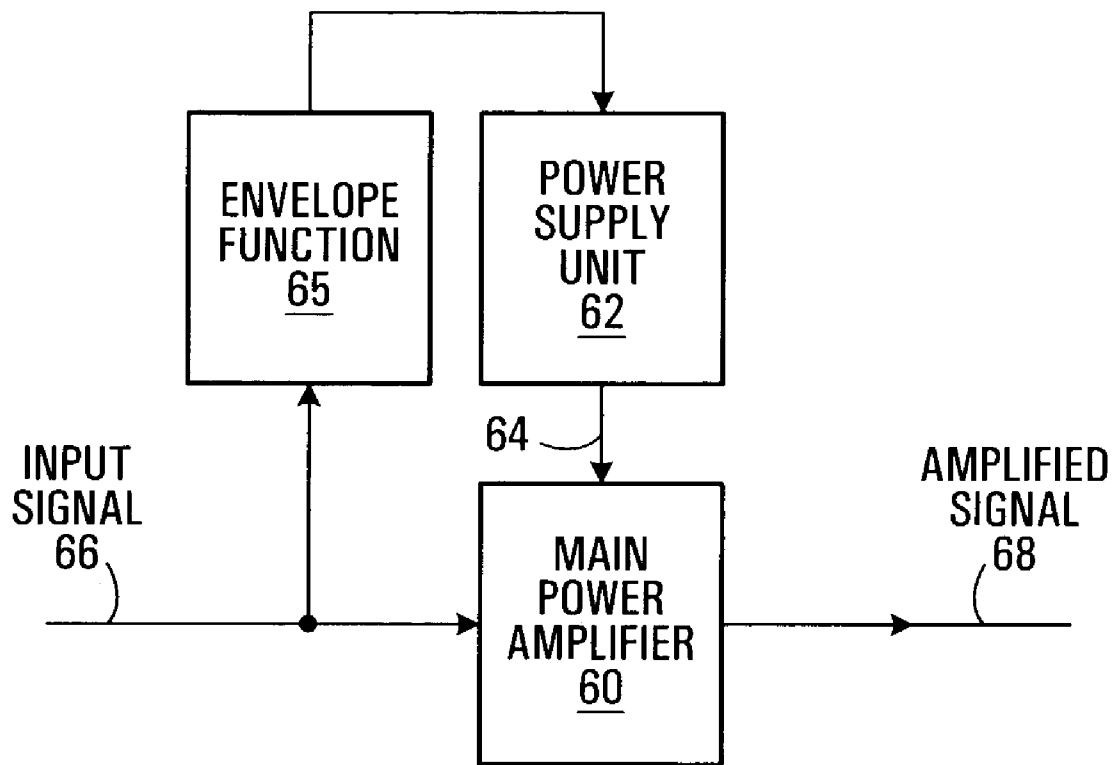 ENVELOPE
FUNCTION
65
POWER
SUPPLY
UNIT
62
64
INPUT
SIGNAL
66
MAIN
POWER
AMPLIFIER
60
AMPLIFIED
SIGNAL
68